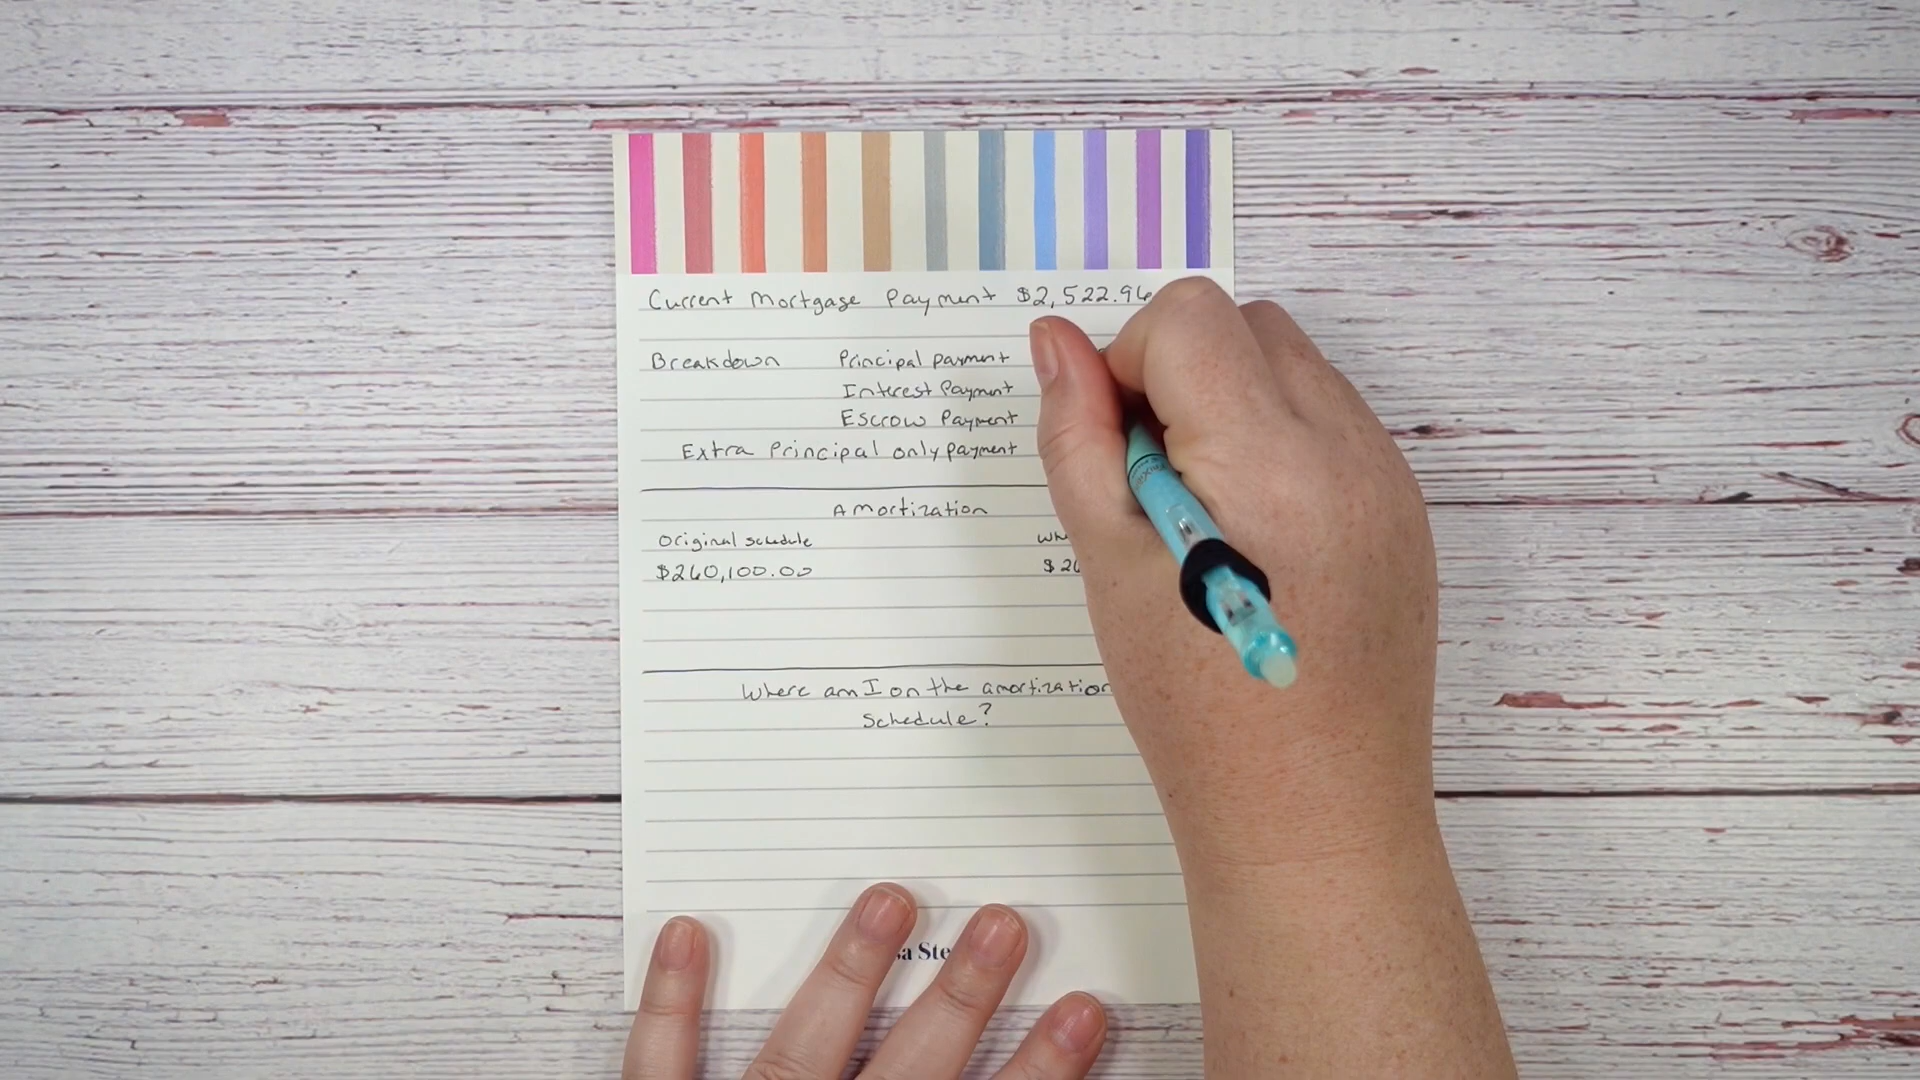 Current Mortgage Payment $2,522.96
Breakdown Principal payment
Interest Payment
Escrow Payment
Extra Principal only payment
Amortization
Original schedule
$260,100.00 $ 26
Where am I on the amortization
Schedule?